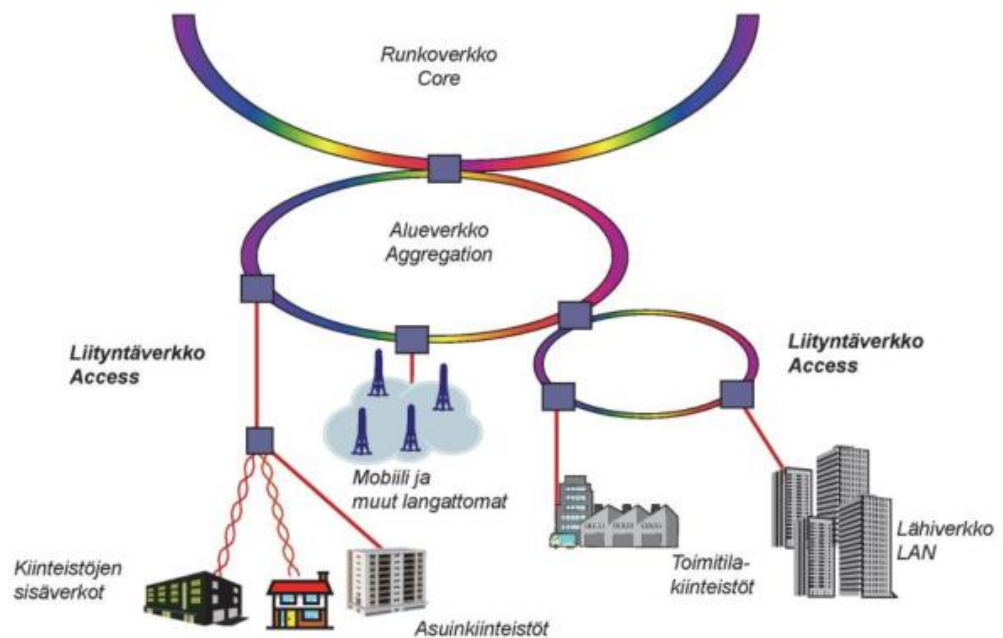 Runkoverkko
Core
Alueverkko
Aggregation
Liityntäverkko
Access
Liityntäverkko
Access
Mobiili ja
muut langattomat
Kiinteistöjen
sisäverkot
Asuinkiinteistöt
Toimitila-
kiinteistöt
Lähiverkko
LAN